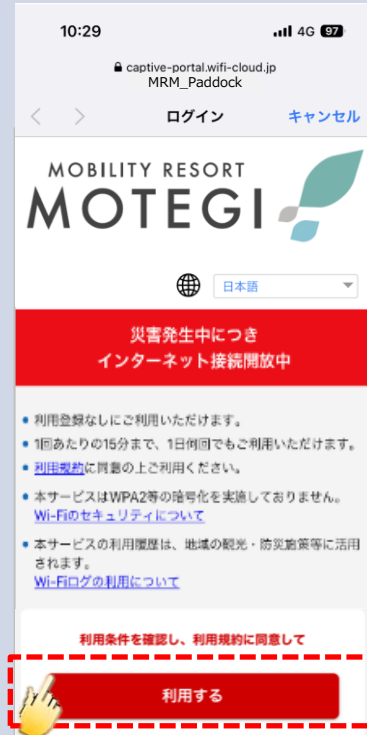 10:29
4G 97
captive-portal.wifi-cloud.jp
MRM_Paddock
ログイン
キャンセル
MOBILITY RESORT
MOTEGI
日本語
災害発生中につき
インターネット接続開放中
利用登録なしにご利用いただけます。
1回あたりの15分まで、1日何回でもご利用いただけます。
利用規約に同意の上ご利用ください。
本サービスはWPA2等の暗号化を実施しておりません。
Wi-Fiのセキュリティについて
本サービスの利用履歴は、地域の観光・防災施策等に活用
されます。
Wi-Fiログの利用について
利用条件を確認し、利用規約に同意して
利用する